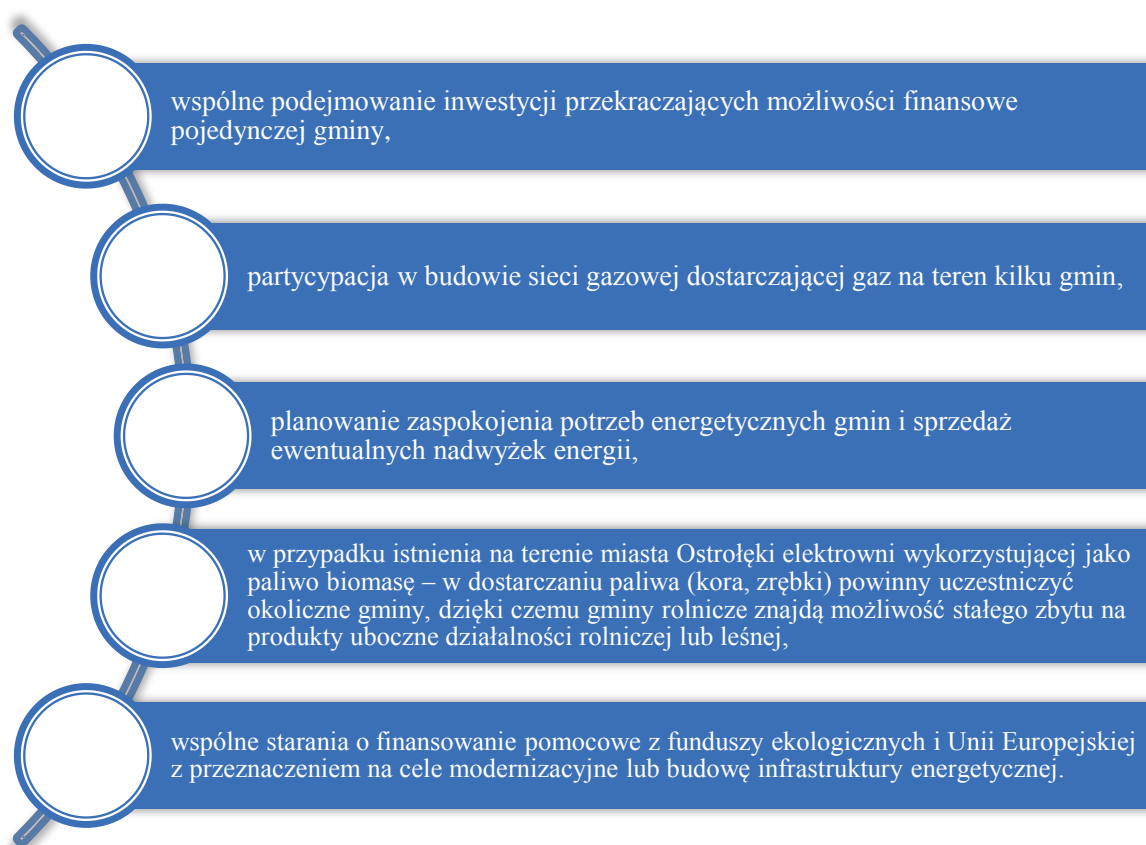 wspólne podejmowanie inwestycji przekraczających możliwości finansowe
pojedynczej gminy,
partycypacja w budowie sieci gazowej dostarczającej gaz na teren kilku gmin,
planowanie zaspokojenia potrzeb energetycznych gmin i sprzedaż
ewentualnych nadwyżek energii,
w przypadku istnienia na terenie miasta Ostrołęki elektrowni wykorzystującej jako
paliwo biomasę – w dostarczaniu paliwa (kora, zrębki) powinny uczestniczyć
okoliczne gminy, dzięki czemu gminy rolnicze znajdą możliwość stałego zbytu na
produkty uboczne działalności rolniczej lub leśnej,
wspólne starania o finansowanie pomocowe z funduszy ekologicznych i Unii Europejskiej
z przeznaczeniem na cele modernizacyjne lub budowę infrastruktury energetycznej.